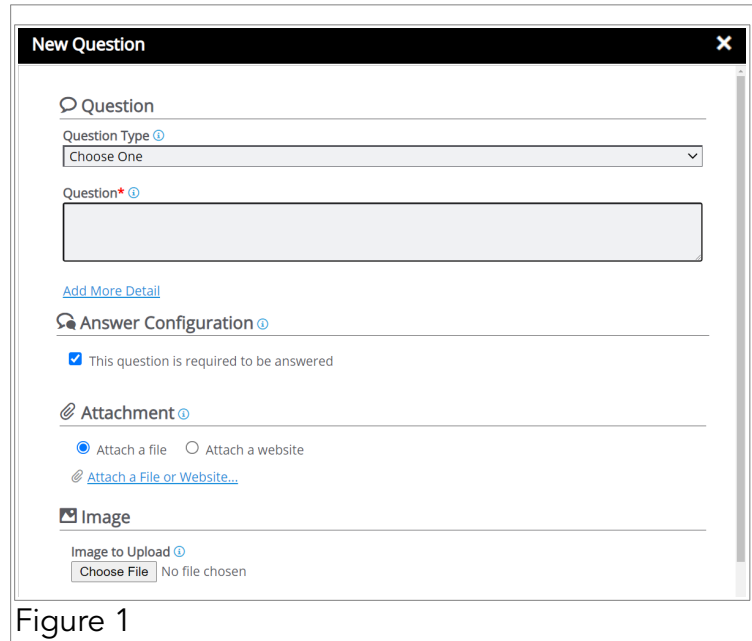 New Question
Question
Question Type
Choose One
Question*
Add More Detail
Answer Configuration
This question is required to be answered
Attachment
Attach a file Attach a website
Attach a File or Website...
Image
Image to Upload
Choose File No file chosen
Figure 1